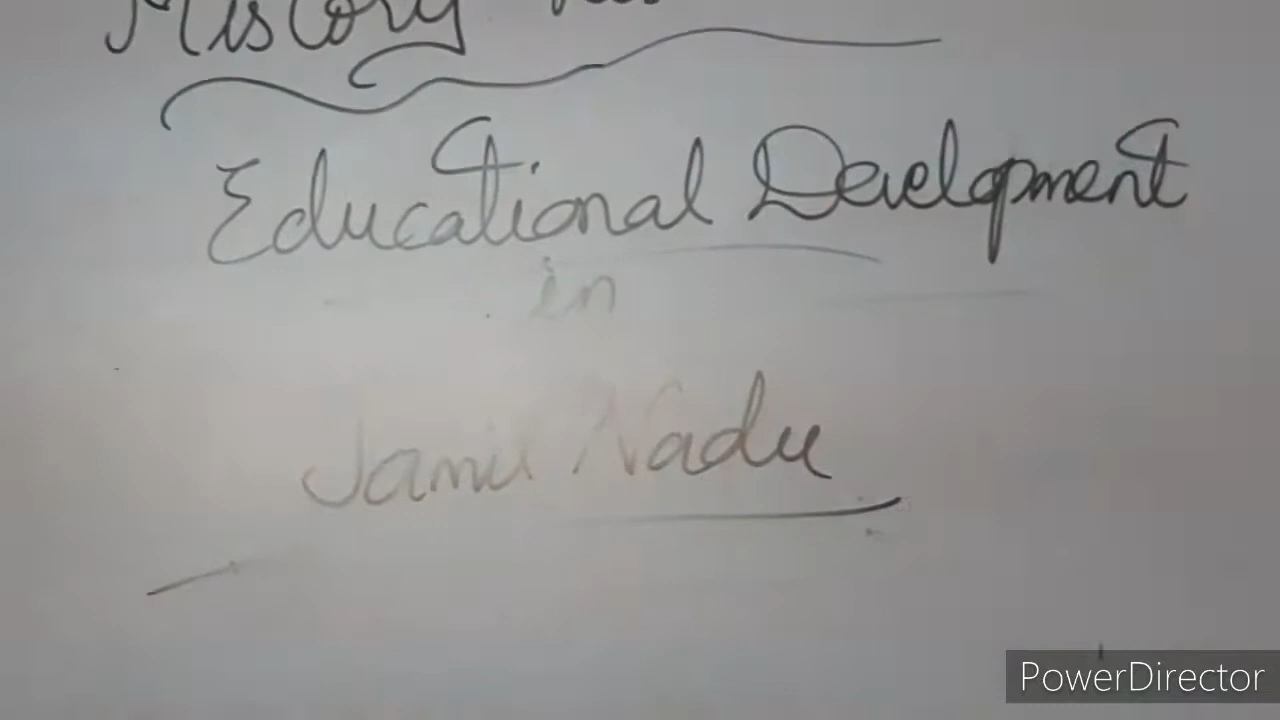 History
Educational Development
in
Tamil Nadu
PowerDirector